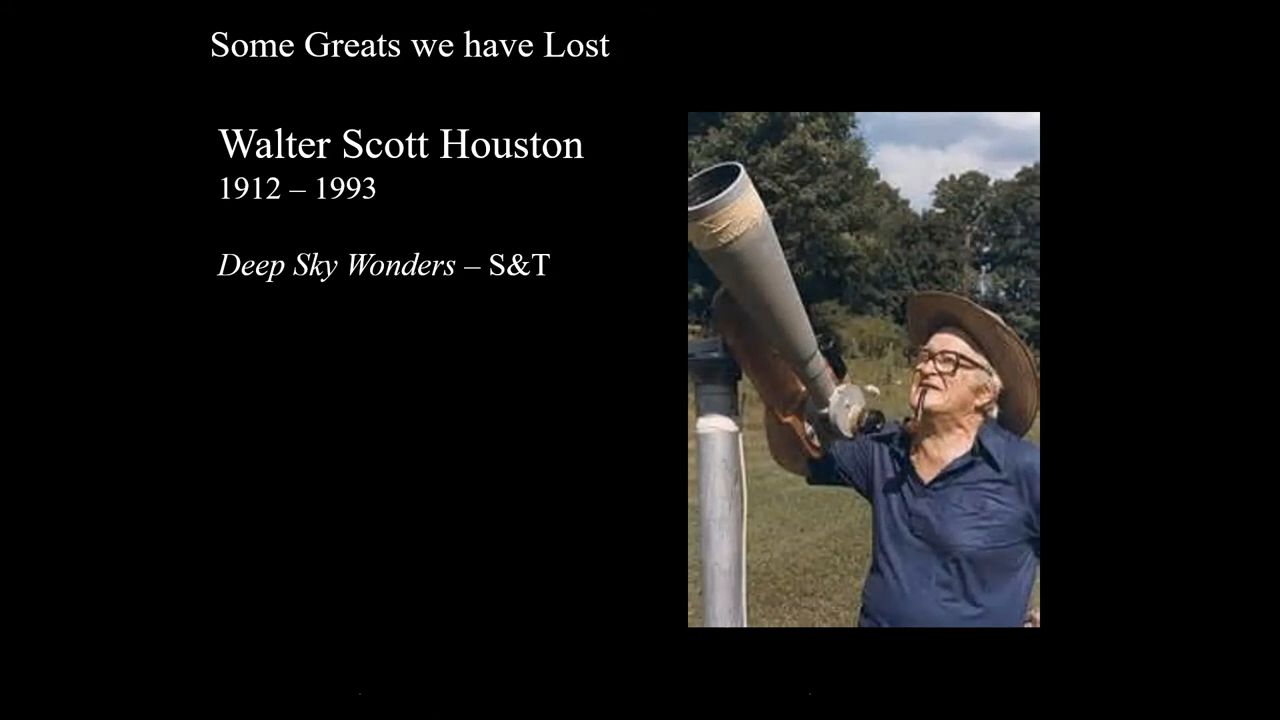 Some Greats we have Lost
Walter Scott Houston
1912 – 1993
Deep Sky Wonders – S&T